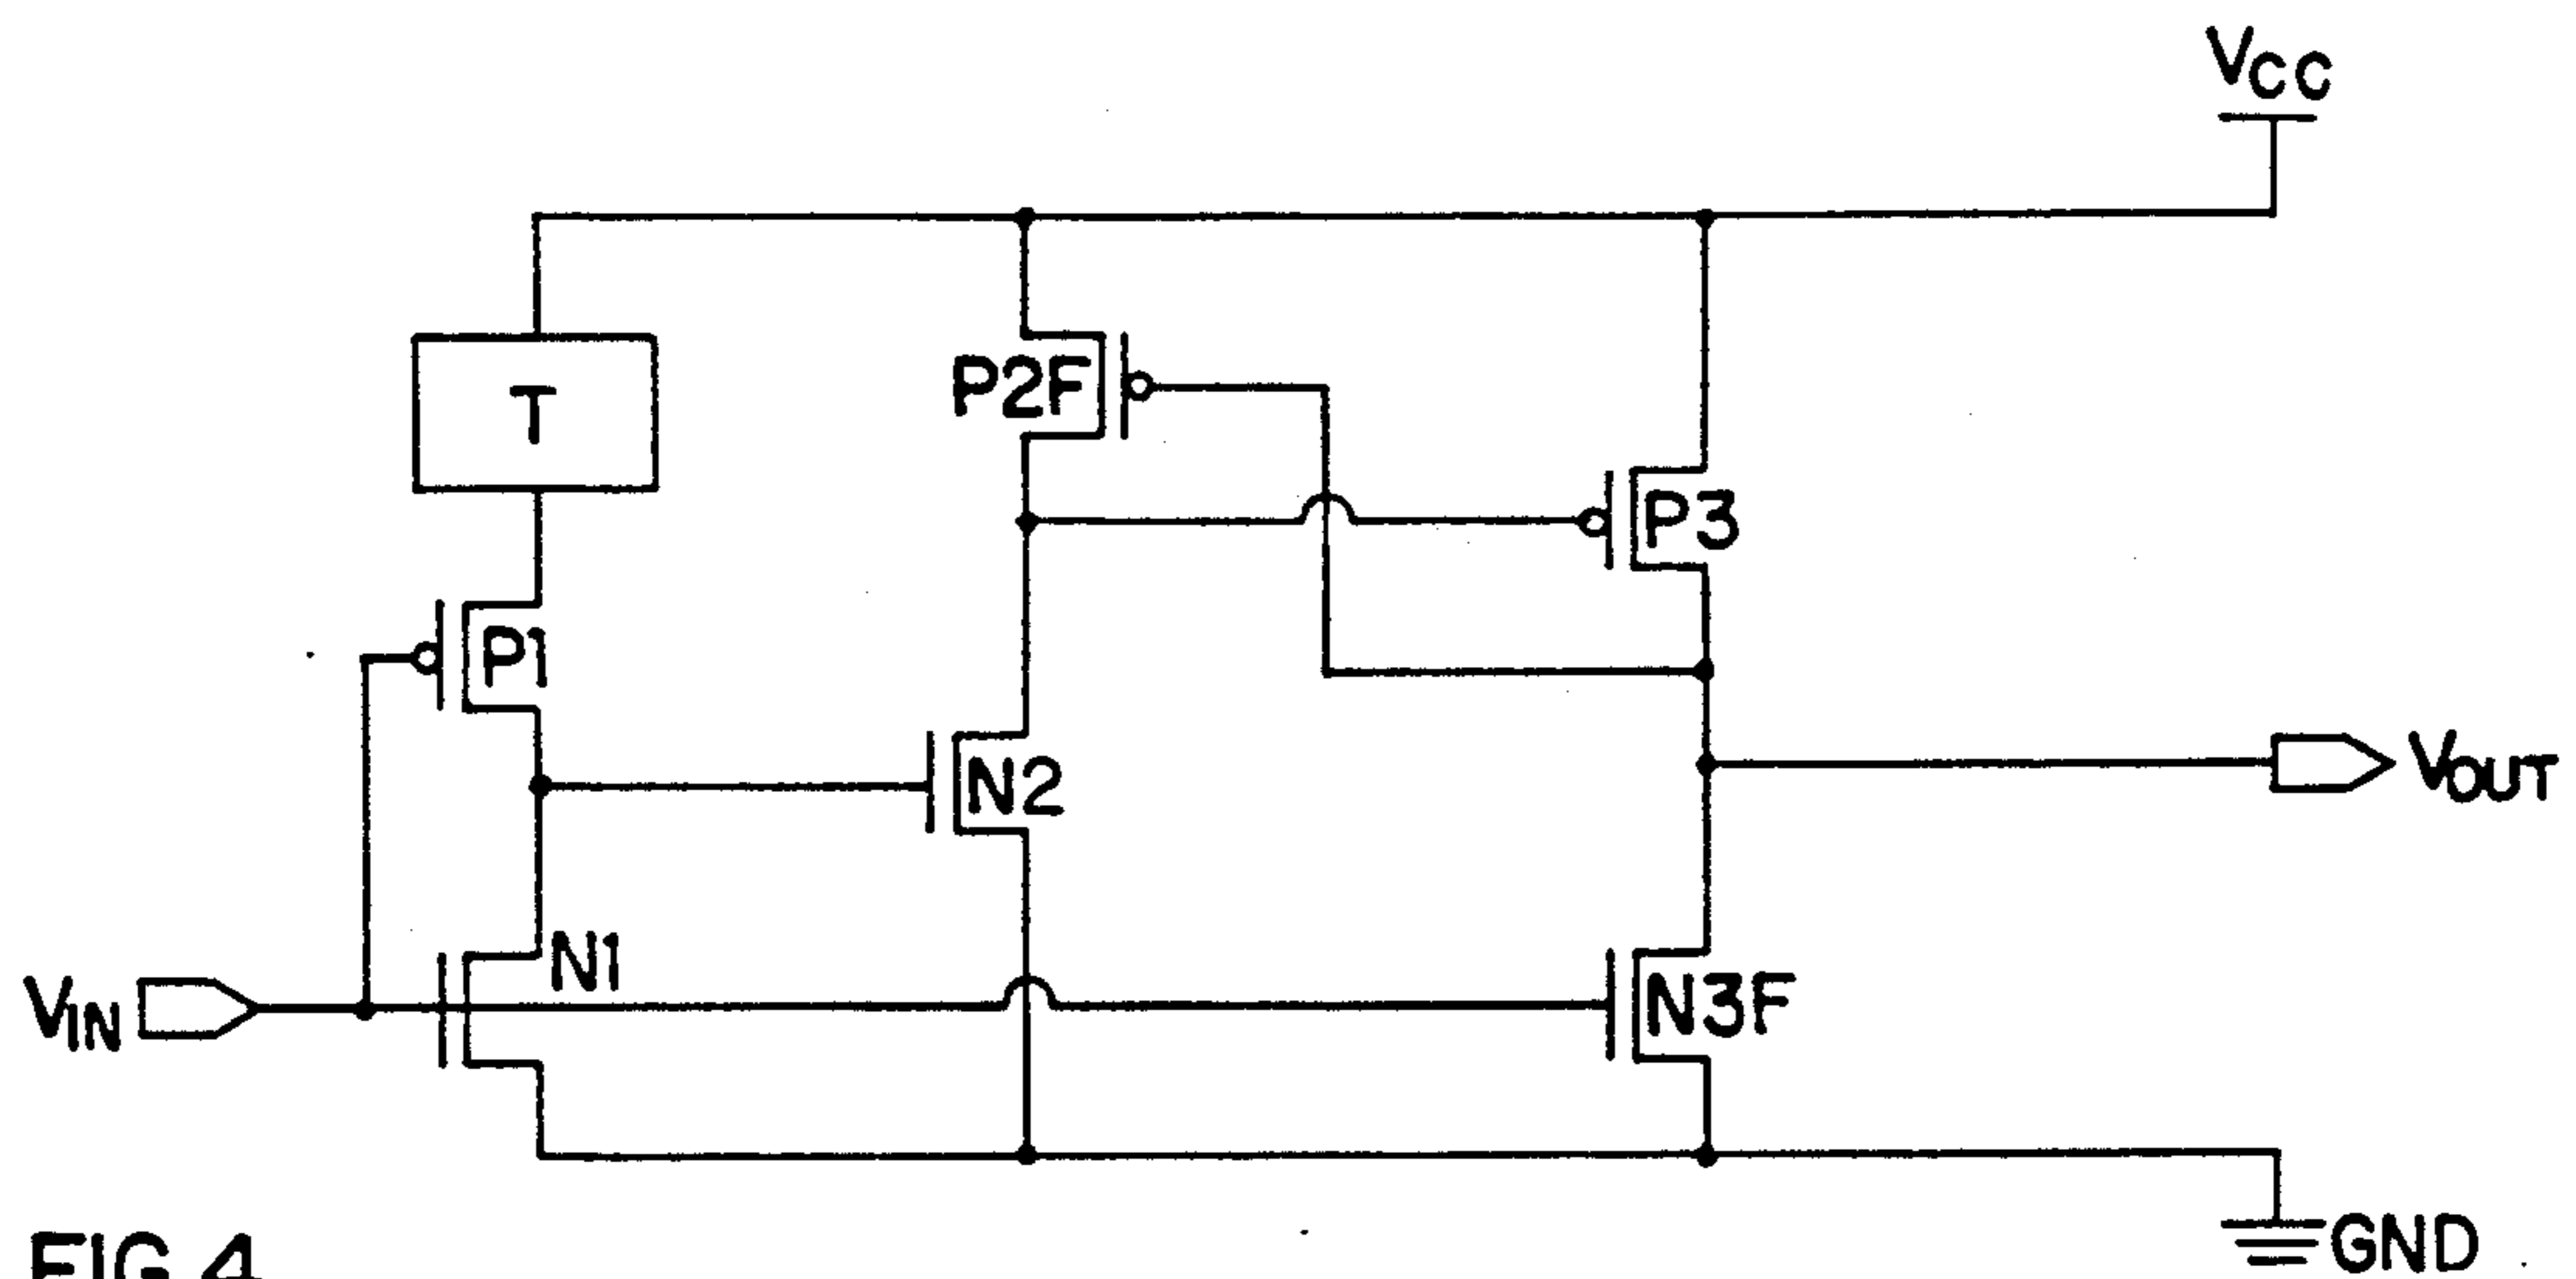 VCC
T
P2F
P3
P1
N2
VOUT
N1
VIN
N3F
GND
FIG. 4